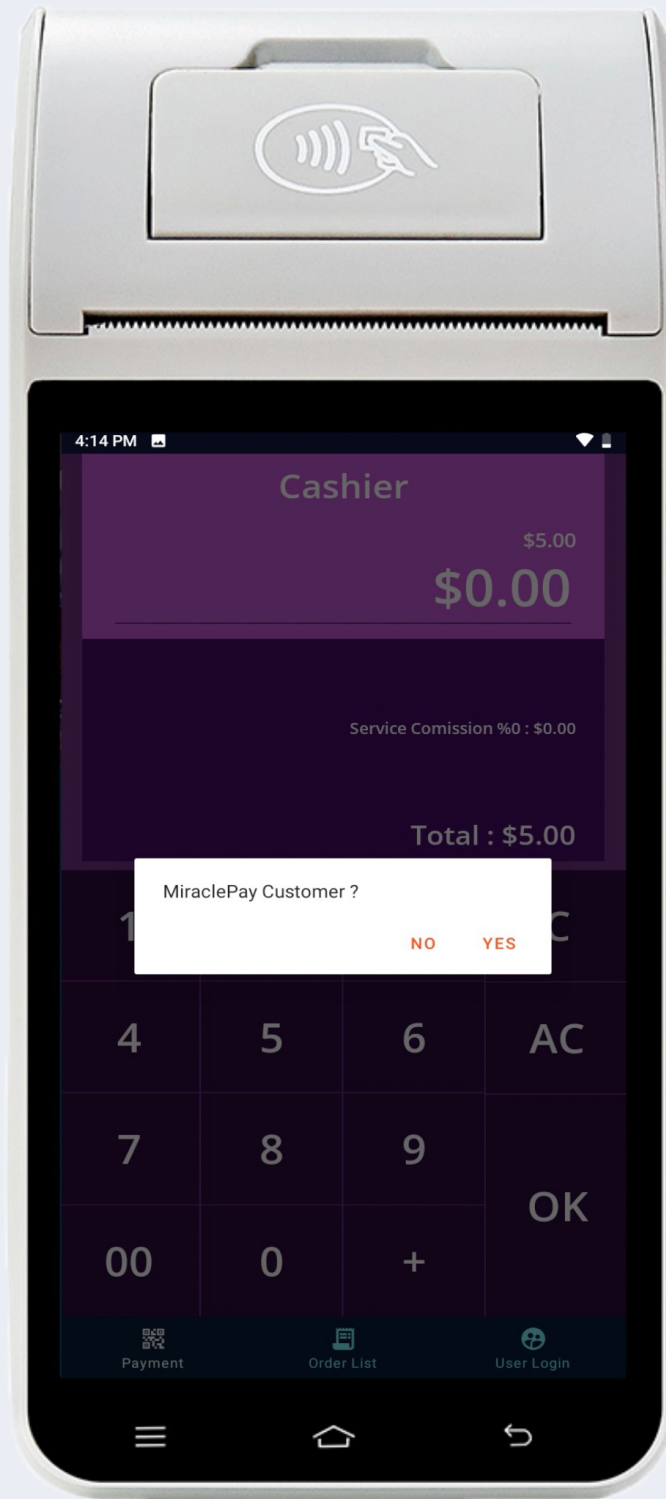 4:14 PM
Cashier
$5.00
$0.00
Service Comission %0 : $0.00
Total : $5.00
MiraclePay Customer ?
NO YES
1 C
4 5 6 AC
7 8 9
OK
00 0 +
Payment Order List User Login